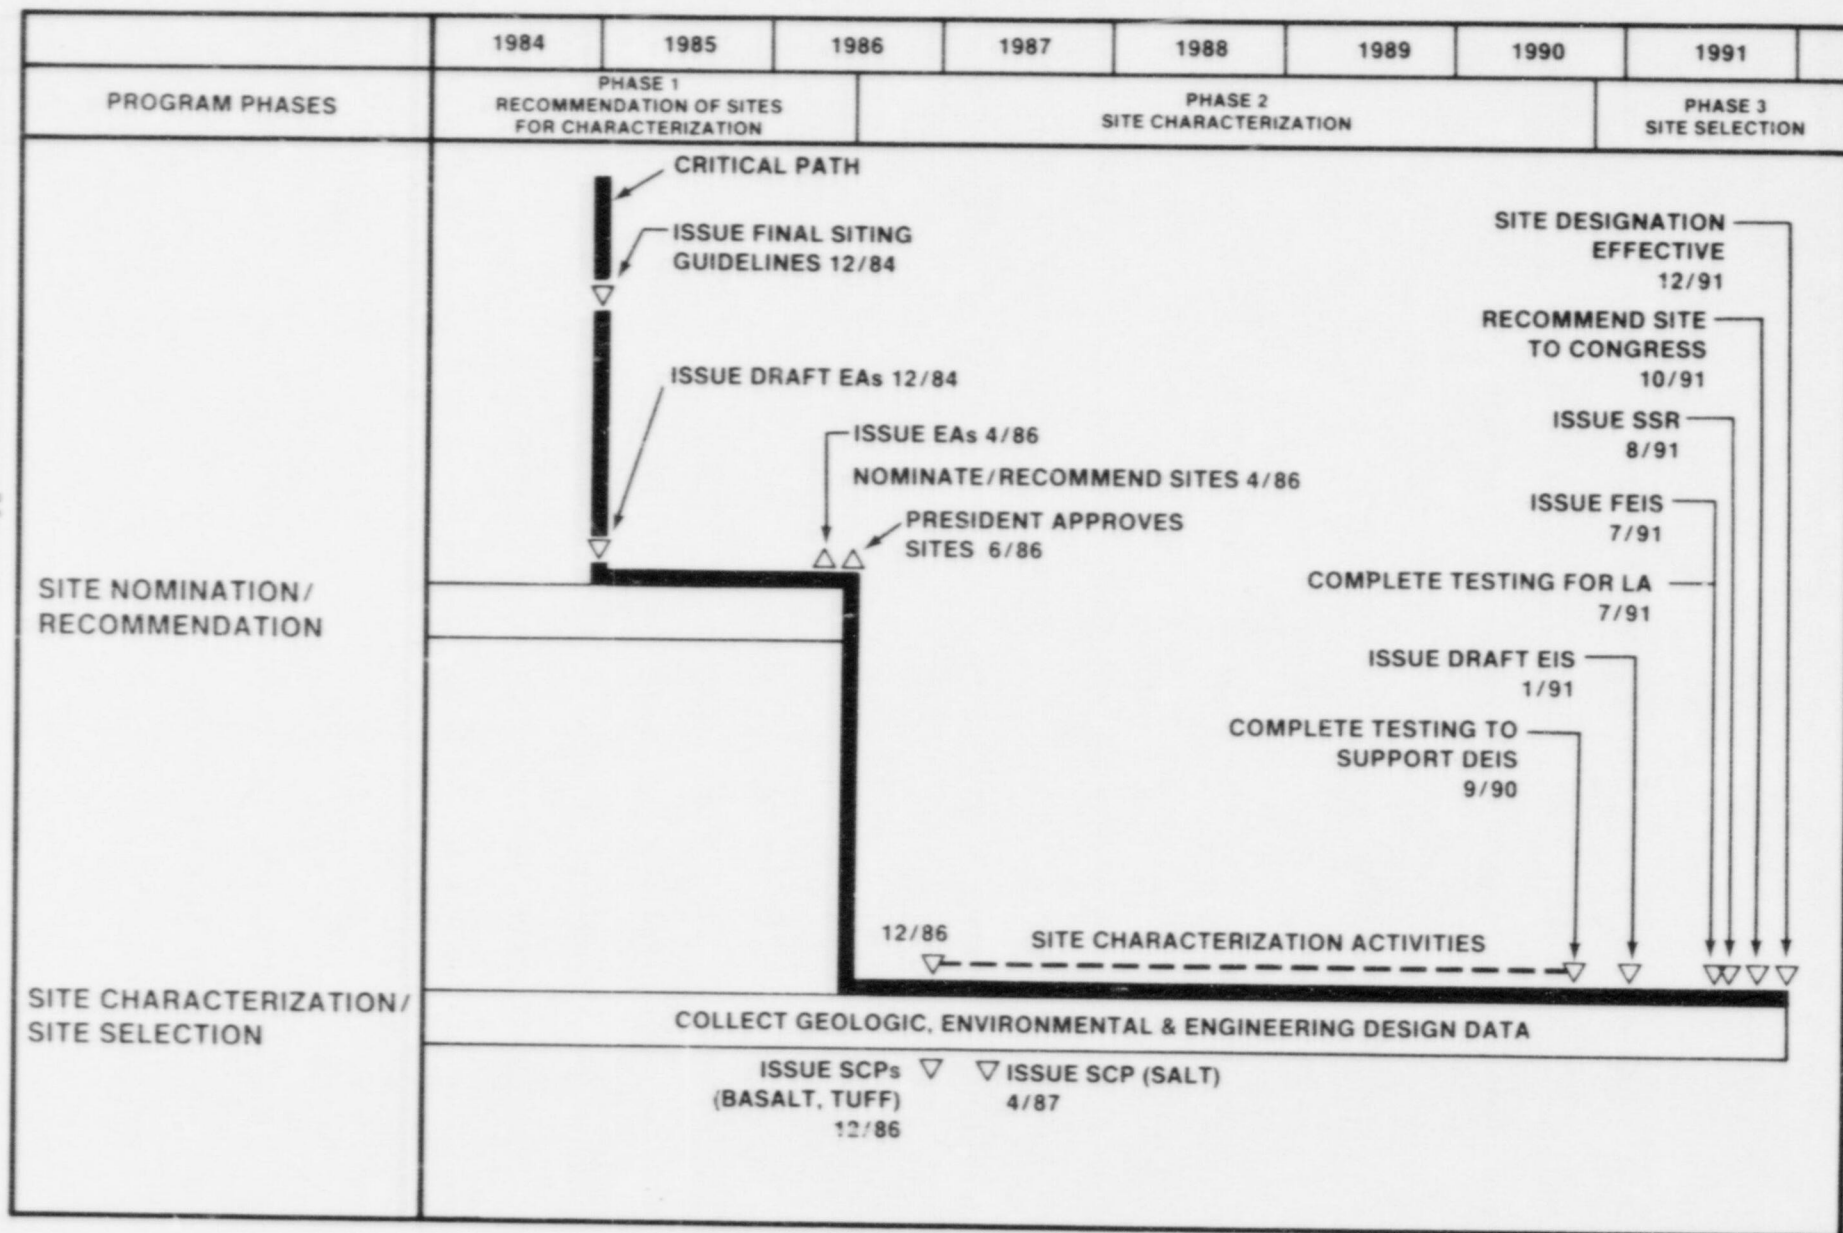 1984 1985 1986 1987 1988 1989 1990 1991
PROGRAM PHASES
PHASE 1
RECOMMENDATION OF SITES
FOR CHARACTERIZATION
PHASE 2
SITE CHARACTERIZATION
PHASE 3
SITE SELECTION
CRITICAL PATH
ISSUE FINAL SITING
GUIDELINES 12/84
ISSUE DRAFT EAs 12/84
ISSUE EAs 4/86
NOMINATE/RECOMMEND SITES 4/86
PRESIDENT APPROVES
SITES 6/86
SITE DESIGNATION
EFFECTIVE
12/91
RECOMMEND SITE
TO CONGRESS
10/91
ISSUE SSR
8/91
ISSUE FEIS
7/91
COMPLETE TESTING FOR LA
7/91
ISSUE DRAFT EIS
1/91
COMPLETE TESTING TO
SUPPORT DEIS
9/90
SITE NOMINATION/
RECOMMENDATION
12/86
SITE CHARACTERIZATION ACTIVITIES
SITE CHARACTERIZATION/
SITE SELECTION
COLLECT GEOLOGIC, ENVIRONMENTAL & ENGINEERING DESIGN DATA
ISSUE SCPs
(BASALT, TUFF)
12/86
ISSUE SCP (SALT)
4/87